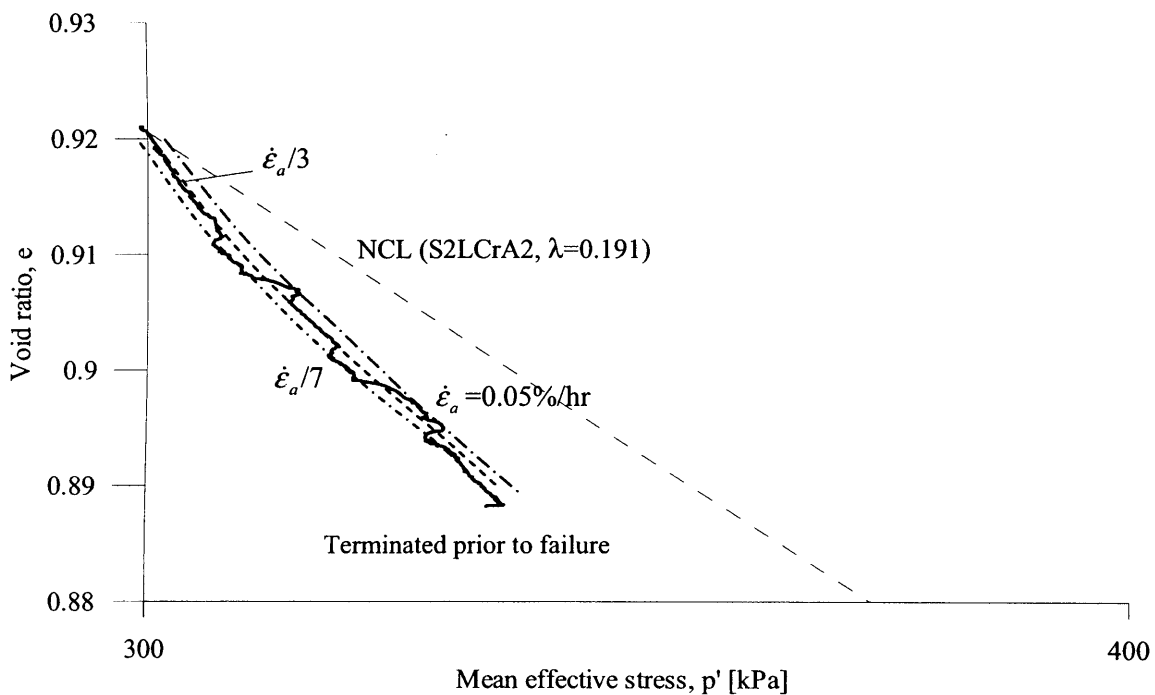 0.93
0.92
ε̇a/3
0.91
NCL (S2LCrA2, λ=0.191)
Void ratio, e
0.9
ε̇a/7
ε̇a =0.05%/hr
0.89
Terminated prior to failure
0.88
300
400
Mean effective stress, p' [kPa]